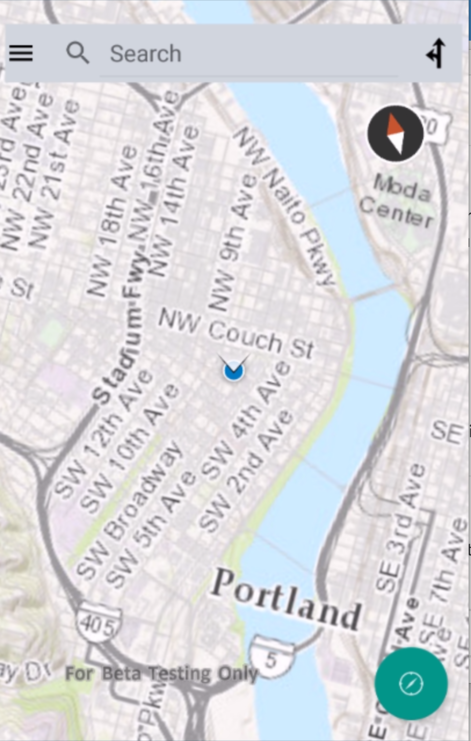 Search
23rd Ave
NW 22nd Ave
NW 21st Ave
NW 18th Ave
NW 16th Ave
NW 14th Ave
NW 9th Ave
NW Naito Pkwy
Moda
Center
St
Stadium Fwy
NW Couch St
SW 12th Ave
SW 10th Ave
SW Broadway
SW 5th Ave
SW 4th Ave
SW 2nd Ave
SE
SE 3rd Ave
SE 7th Ave
Portland
405
5
For Beta Testing Only